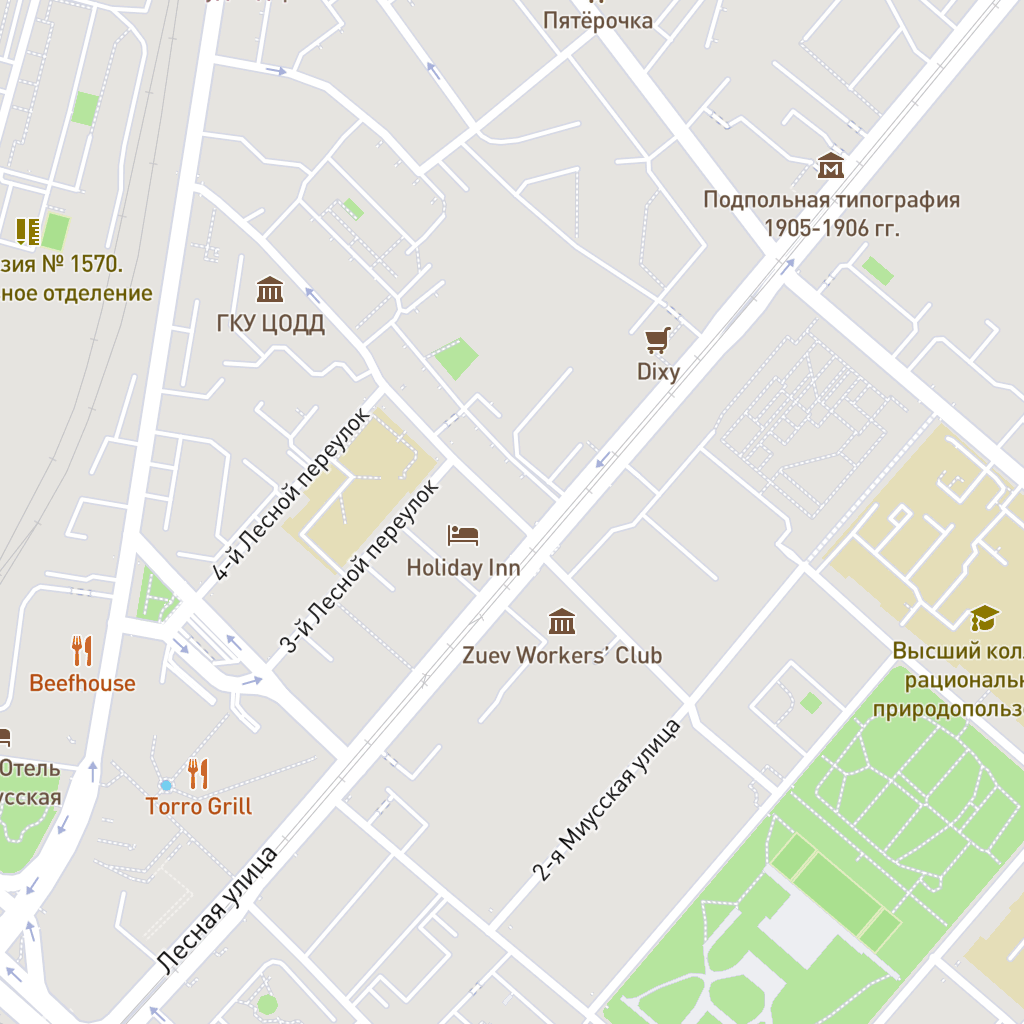 Пятёрочка
Подпольная типография
1905-1906 гг.
зия № 1570.
ное отделение
ГКУ ЦОДД
Dixy
4-й Лесной переулок
3-й Лесной переулок
Holiday Inn
Zuev Workers’ Club
Высший кол
рациональн
природопольз
Beefhouse
Отель
усская
Torro Grill
2-я Миусская улица
Лесная улица